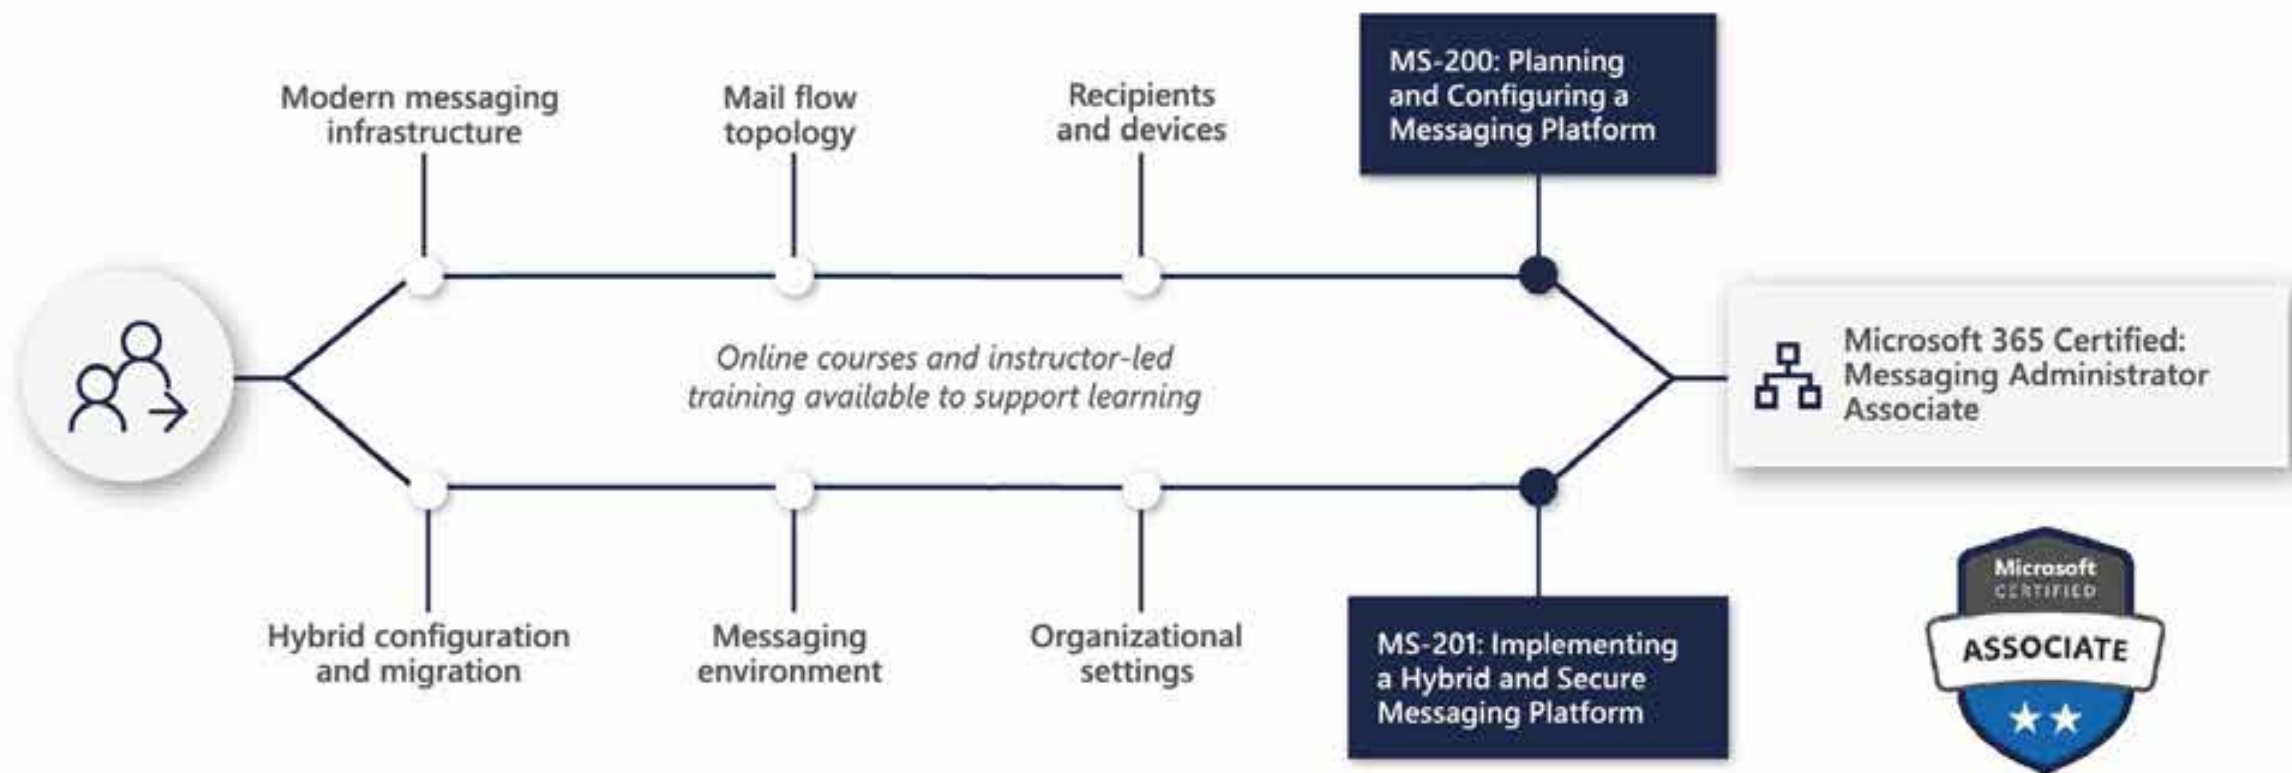 Modern messaging
infrastructure
Mail flow
topology
Recipients
and devices
MS-200: Planning
and Configuring a
Messaging Platform
Online courses and instructor-led
training available to support learning
Microsoft 365 Certified:
Messaging Administrator
Associate
Hybrid configuration
and migration
Messaging
environment
Organizational
settings
MS-201: Implementing
a Hybrid and Secure
Messaging Platform
Microsoft
CERTIFIED
ASSOCIATE